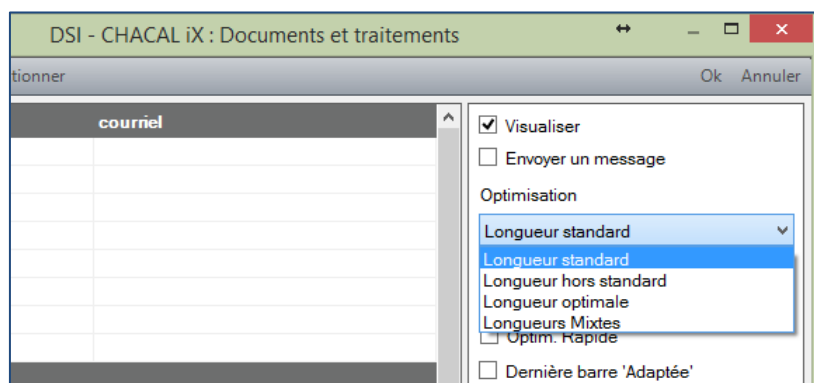 DSI - CHACAL iX : Documents et traitements
tionner
Ok Annuler
courriel
Visualiser
Envoyer un message
Optimisation
Longueur standard
Longueur standard
Longueur hors standard
Longueur optimale
Longueurs Mixtes
Optim. Rapide
Dernière barre 'Adaptée'